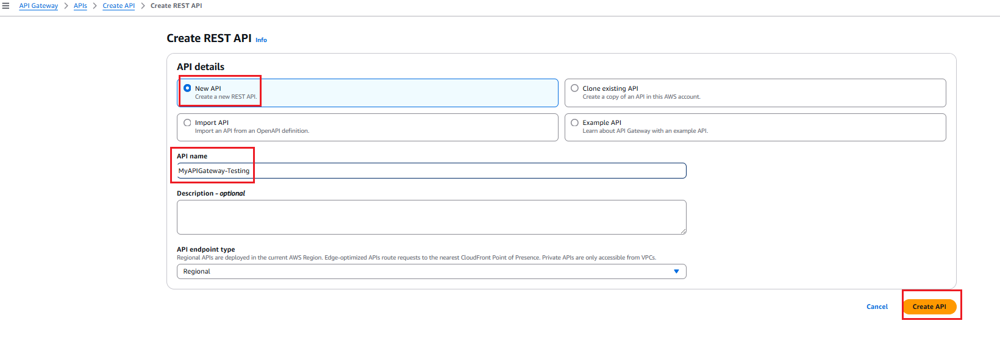 API Gateway > APIs > Create API > Create REST API
Create REST API Info
API details
New API
Create a new REST API.
Clone existing API
Create a copy of an API in this AWS account.
Import API
Import an API from an OpenAPI definition.
Example API
Learn about API Gateway with an example API.
API name
MyAPIGateway-Testing
Description - optional
API endpoint type
Regional APIs are deployed in the current AWS Region. Edge-optimized APIs route requests to the nearest CloudFront Point of Presence. Private APIs are only accessible from VPCs.
Regional
Cancel
Create API